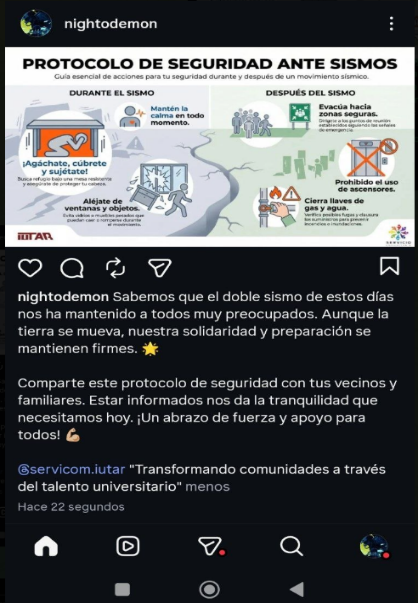 nightodemon
PROTOCOLO DE SEGURIDAD ANTE SISMOS
Guía esencial de acciones para tu seguridad durante y después de un movimiento sísmico.
DURANTE EL SISMO
Mantén la
calma en todo
momento.
¡Agáchate, cúbrete
y sujétate!
Busca refugio bajo una mesa resistente
y asegúrate de proteger tu cabeza.
Aléjate de
ventanas y objetos.
Evita vidrios o muebles pesados que
puedan caer o romperse durante
el movimiento.
DESPUÉS DEL SISMO
Evacúa hacia
zonas seguras.
Dirígete a los puntos de reunión
de emergencia.
Prohibido el uso
de ascensores.
Cierra llaves de
gas y agua.
Verifica posibles fugas y clausura
los suministros para prevenir
incendios e inundaciones.
IUTAR
SERVICIO
nightodemon Sabemos que el doble sismo de estos días
nos ha mantenido a todos muy preocupados. Aunque la
tierra se mueva, nuestra solidaridad y preparación se
mantienen firmes. 🌟
Comparte este protocolo de seguridad con tus vecinos y
familiares. Estar informados nos da la tranquilidad que
necesitamos hoy. ¡Un abrazo de fuerza y apoyo para
todos! 💪🏼
@servicom.iutar "Transformando comunidades a través
del talento universitario" menos
Hace 22 segundos